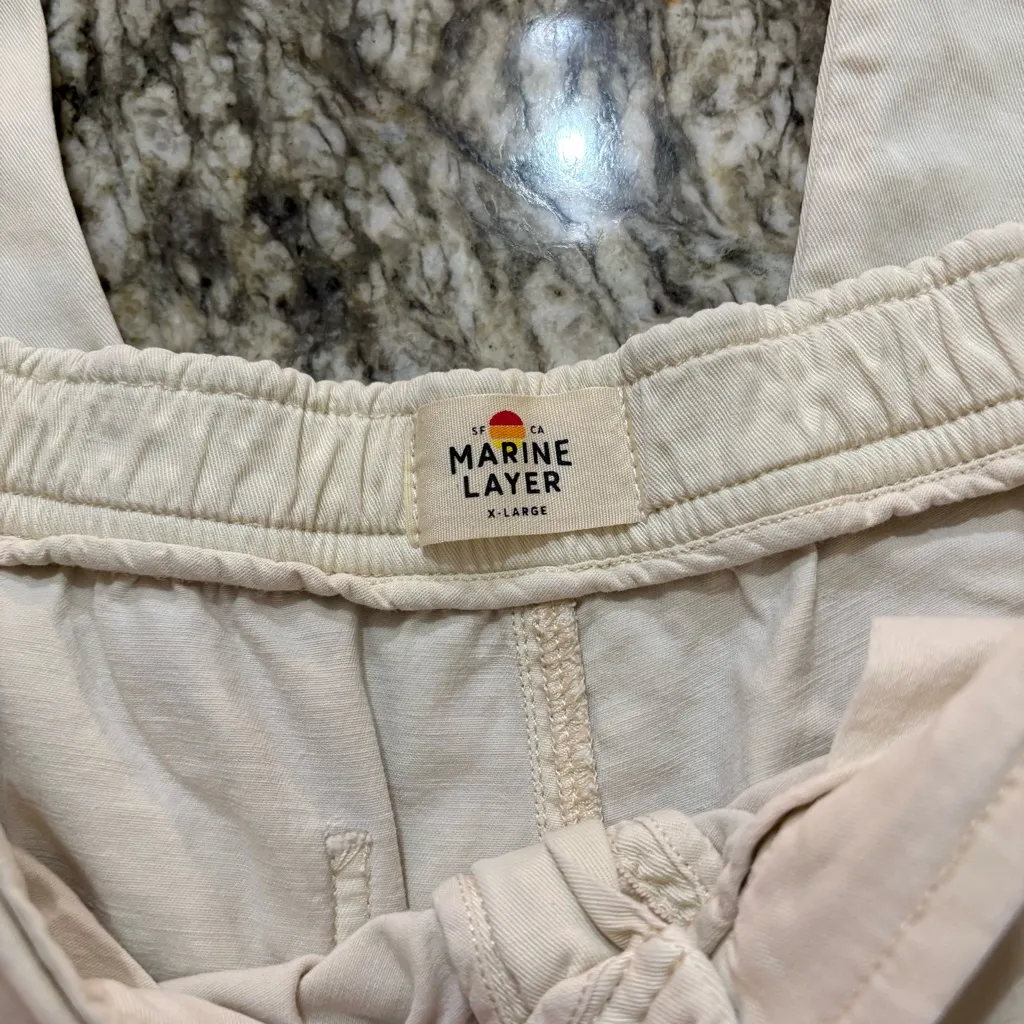 SF CA
MARINE
LAYER
X-LARGE